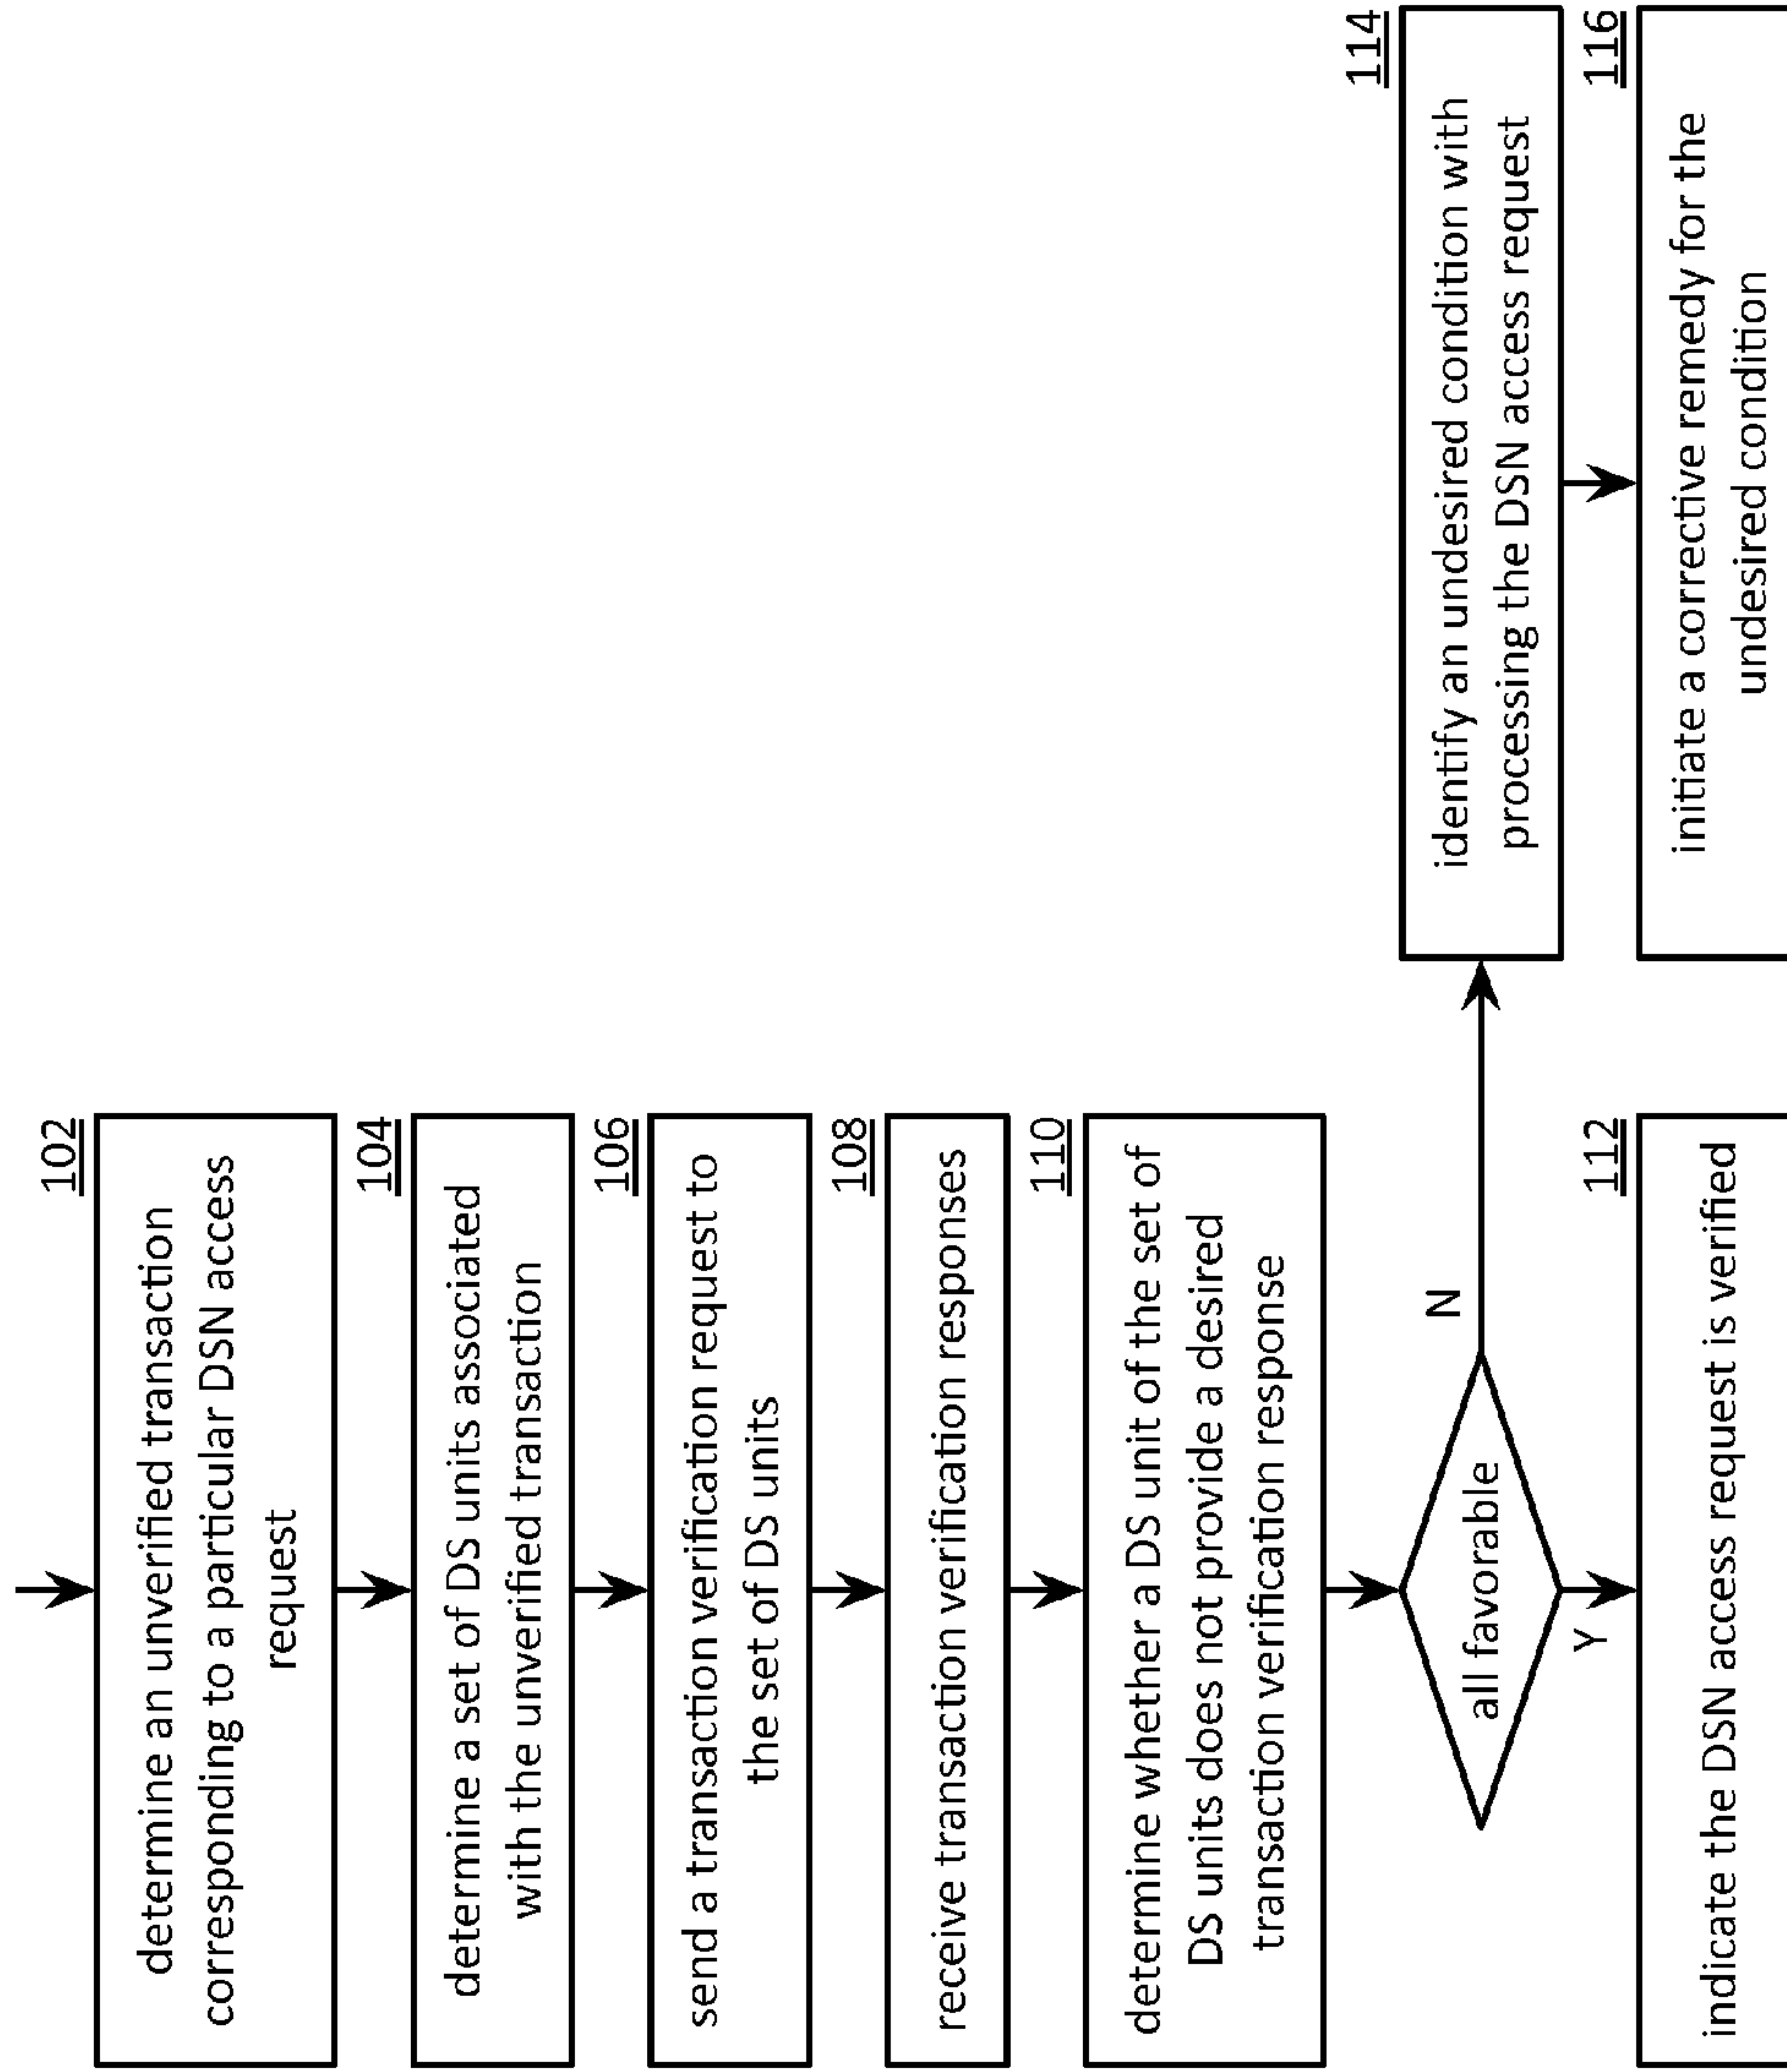 102
determine an unverified transaction
corresponding to a particular DSN access
request
104
determine a set of DS units associated
with the unverified transaction
106
send a transaction verification request to
the set of DS units
108
receive transaction verification responses
110
determine whether a DS unit of the set of
DS units does not provide a desired
transaction verification response
all favorable
N
Y
112
indicate the DSN access request is verified
114
identify an undesired condition with
processing the DSN access request
116
initiate a corrective remedy for the
undesired condition